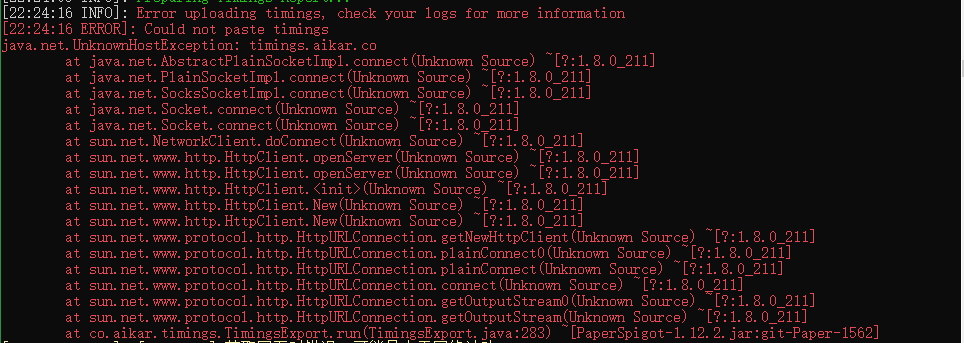 [22:24:16 INFO]: Error uploading timings, check your logs for more information
[22:24:16 ERROR]: Could not paste timings
java.net.UnknownHostException: timings.aikar.co
at java.net.AbstractPlainSocketImpl.connect(Unknown Source) ~[?:1.8.0_211]
at java.net.PlainSocketImpl.connect(Unknown Source) ~[?:1.8.0_211]
at java.net.SocksSocketImpl.connect(Unknown Source) ~[?:1.8.0_211]
at java.net.Socket.connect(Unknown Source) ~[?:1.8.0_211]
at java.net.Socket.connect(Unknown Source) ~[?:1.8.0_211]
at sun.net.NetworkClient.doConnect(Unknown Source) ~[?:1.8.0_211]
at sun.net.www.http.HttpClient.openServer(Unknown Source) ~[?:1.8.0_211]
at sun.net.www.http.HttpClient.openServer(Unknown Source) ~[?:1.8.0_211]
at sun.net.www.http.HttpClient.<init>(Unknown Source) ~[?:1.8.0_211]
at sun.net.www.http.HttpClient.New(Unknown Source) ~[?:1.8.0_211]
at sun.net.www.http.HttpClient.New(Unknown Source) ~[?:1.8.0_211]
at sun.net.www.protocol.http.HttpURLConnection.getNewHttpClient(Unknown Source) ~[?:1.8.0_211]
at sun.net.www.protocol.http.HttpURLConnection.plainConnect0(Unknown Source) ~[?:1.8.0_211]
at sun.net.www.protocol.http.HttpURLConnection.plainConnect(Unknown Source) ~[?:1.8.0_211]
at sun.net.www.protocol.http.HttpURLConnection.connect(Unknown Source) ~[?:1.8.0_211]
at sun.net.www.protocol.http.HttpURLConnection.getOutputStream0(Unknown Source) ~[?:1.8.0_211]
at sun.net.www.protocol.http.HttpURLConnection.getOutputStream(Unknown Source) ~[?:1.8.0_211]
at co.aikar.timings.TimingsExport.run(TimingsExport.java:283) ~[PaperSpigot-1.12.2.jar:git-Paper-1562]